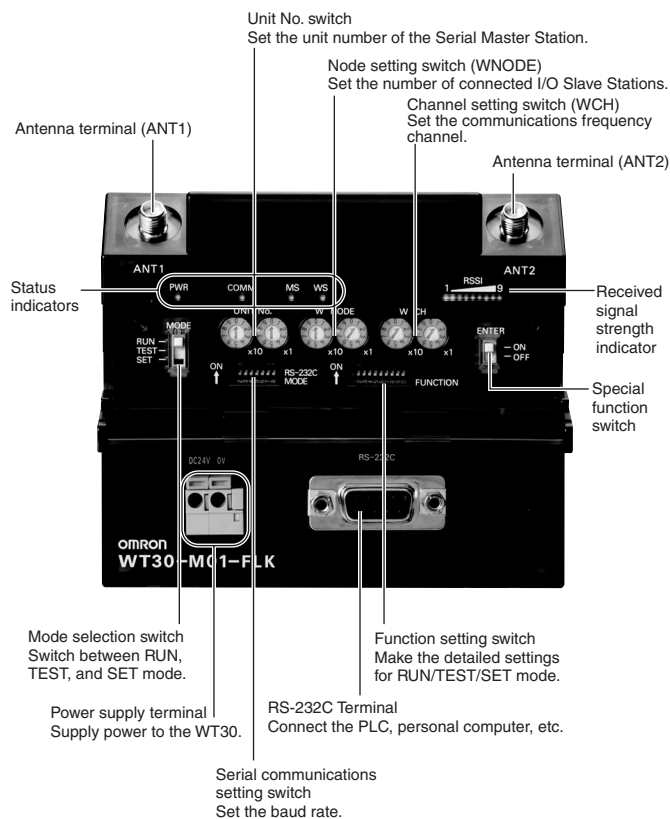 Unit No. switch
Set the unit number of the Serial Master Station.
Node setting switch (WNODE)
Set the number of connected I/O Slave Stations.
Channel setting switch (WCH)
Set the communications frequency
channel.
Antenna terminal (ANT1)
Antenna terminal (ANT2)
ANT1
ANT2
Status
indicators
PWR
COMM
MS
WS
RSSI
1
9
Received
signal
strength
indicator
MODE
RUN
TEST
SET
UNIT No.
x10
x1
W NODE
x10
x1
W CH
x10
x1
ENTER
ON
OFF
ON
RS-232C
MODE
ON
FUNCTION
Special
function
switch
DC24V 0V
RS-232C
OMRON
WT30-M01-FLK
Mode selection switch
Switch between RUN,
TEST, and SET mode.
Function setting switch
Make the detailed settings
for RUN/TEST/SET mode.
Power supply terminal
Supply power to the WT30.
RS-232C Terminal
Connect the PLC, personal computer, etc.
Serial communications
setting switch
Set the baud rate.